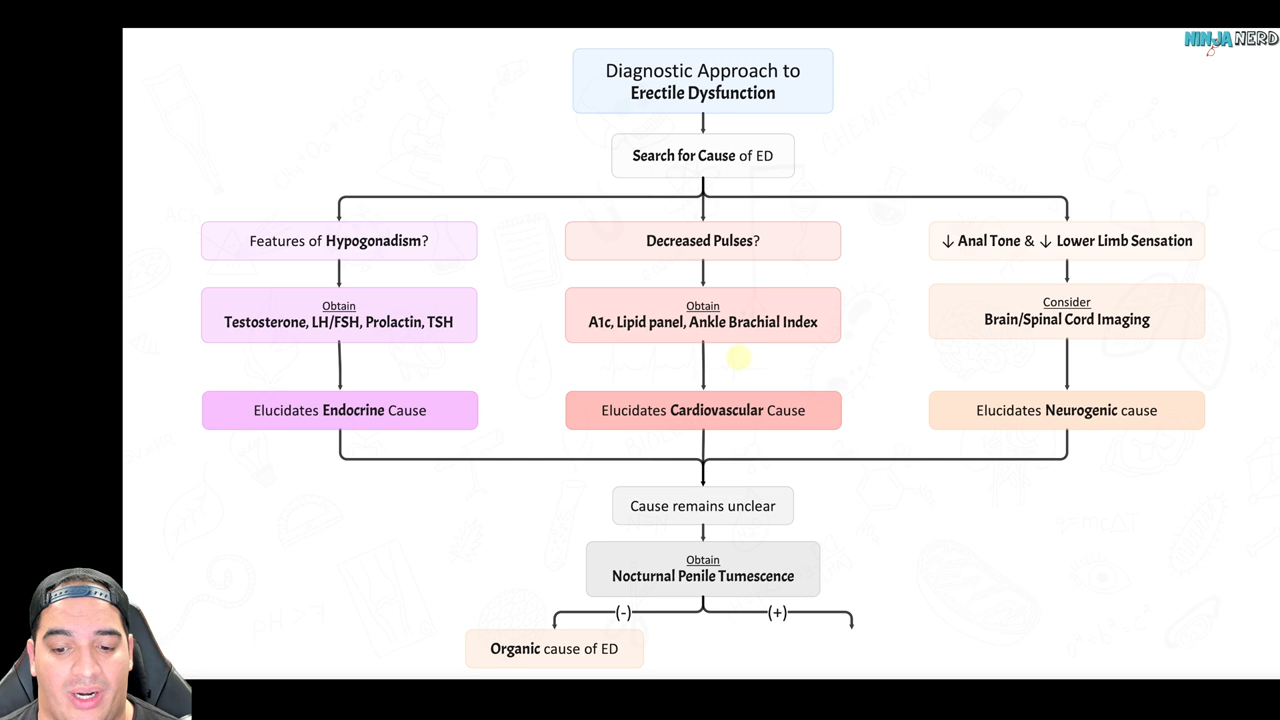 NINJA NERD
Diagnostic Approach to
Erectile Dysfunction
Search for Cause of ED
Features of Hypogonadism?
Decreased Pulses?
↓ Anal Tone & ↓ Lower Limb Sensation
Obtain
Testosterone, LH/FSH, Prolactin, TSH
Obtain
A1c, Lipid panel, Ankle Brachial Index
Consider
Brain/Spinal Cord Imaging
Elucidates Endocrine Cause
Elucidates Cardiovascular Cause
Elucidates Neurogenic cause
Cause remains unclear
Obtain
Nocturnal Penile Tumescence
(-)
(+)
Organic cause of ED
CHEMISTRY